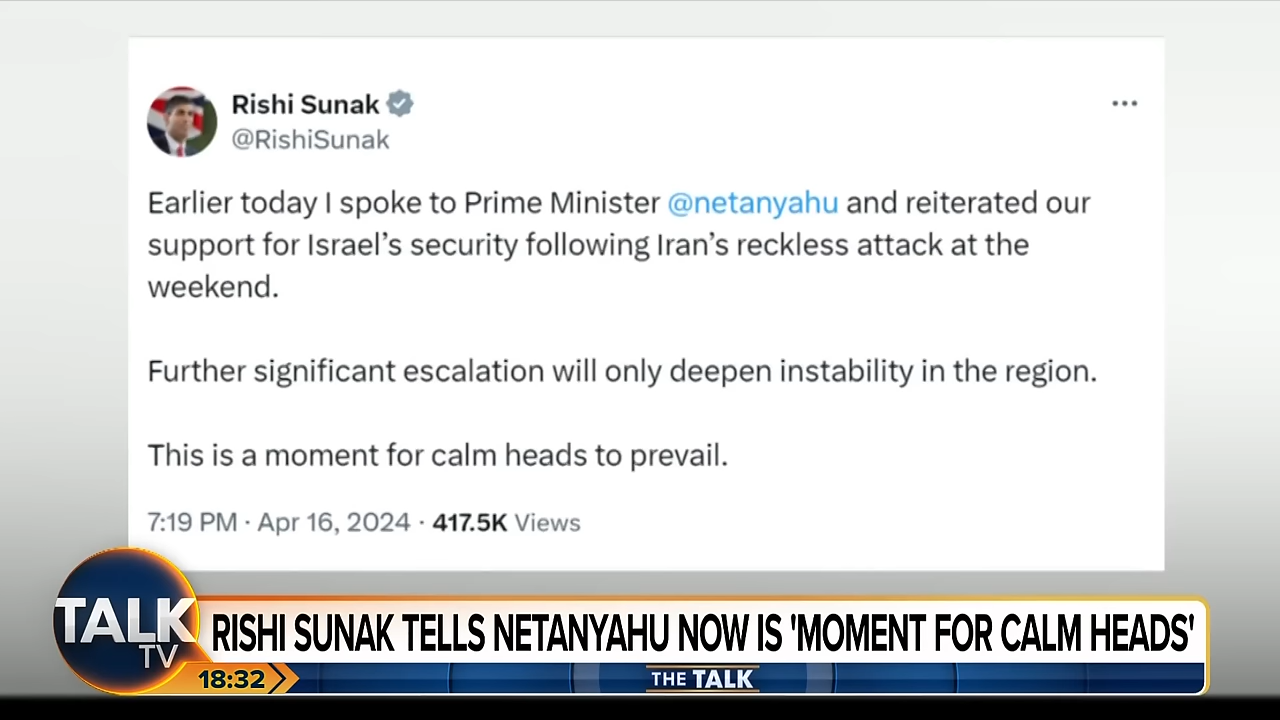 Rishi Sunak
@RishiSunak
Earlier today I spoke to Prime Minister @netanyahu and reiterated our
support for Israel’s security following Iran’s reckless attack at the
weekend.
Further significant escalation will only deepen instability in the region.
This is a moment for calm heads to prevail.
7:19 PM · Apr 16, 2024 · 417.5K Views
TALK
TV
RISHI SUNAK TELLS NETANYAHU NOW IS 'MOMENT FOR CALM HEADS'
18:32
THE TALK